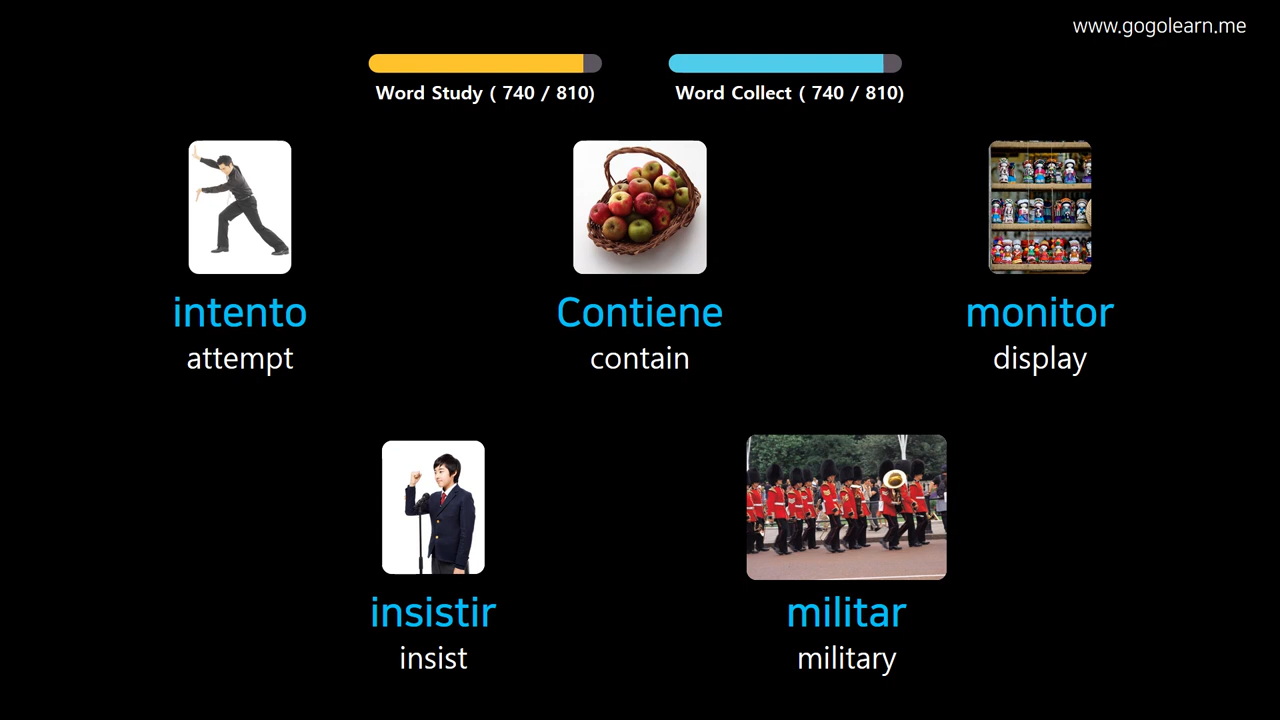 www.gogolearn.me
Word Study ( 740 / 810)
Word Collect ( 740 / 810)
intento
attempt
Contiene
contain
monitor
display
insistir
insist
militar
military